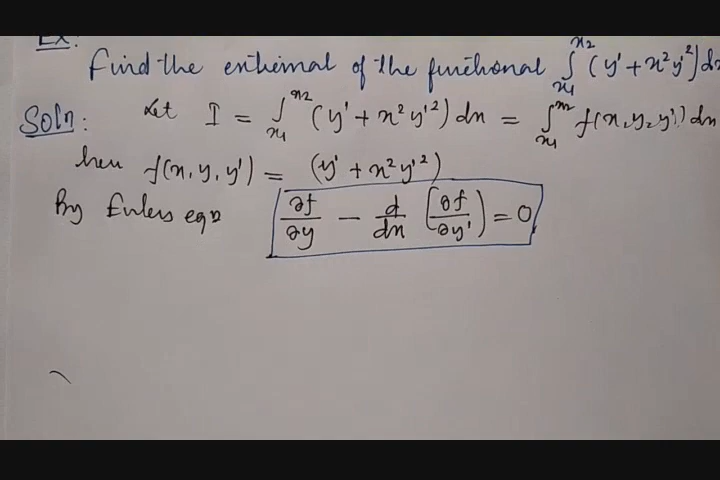 Ex:
Find the extremal of the functional ∫_{x1}^{x2} (y' + x²y'²) dx
Soln: Let I = ∫_{x1}^{x2} (y' + x²y'²) dx = ∫_{x1}^{x2} f(x, y, y') dx
then f(x, y, y') = (y' + x²y'²)
By Eulers eqn ∂f/∂y − d/dx (∂f/∂y') = 0